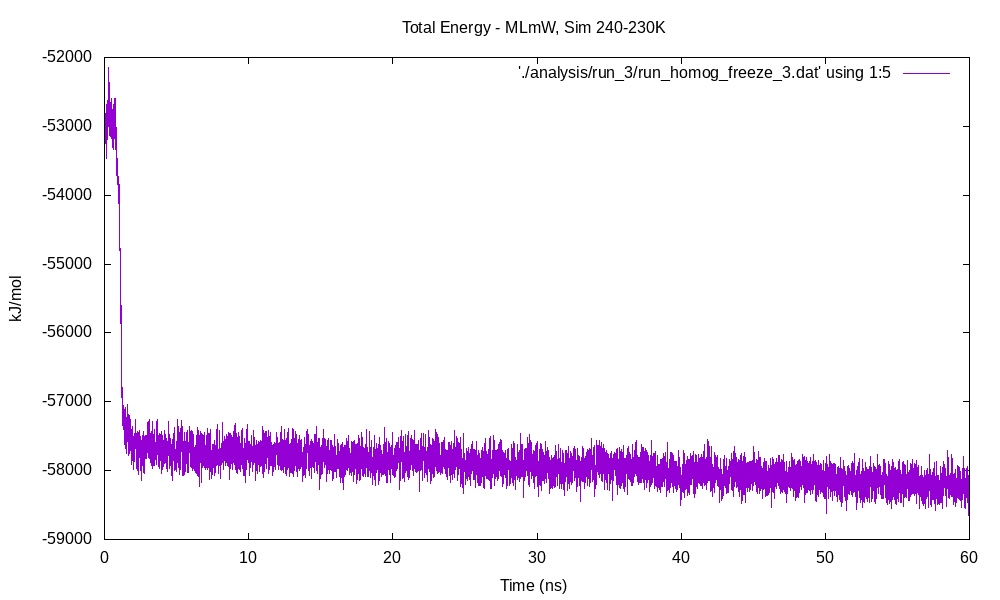 Total Energy - MLmW, Sim 240-230K
'./analysis/run_3/run_homog_freeze_3.dat' using 1:5
-52000
-53000
-54000
-55000
-56000
-57000
-58000
-59000
kJ/mol
0 10 20 30 40 50 60
Time (ns)